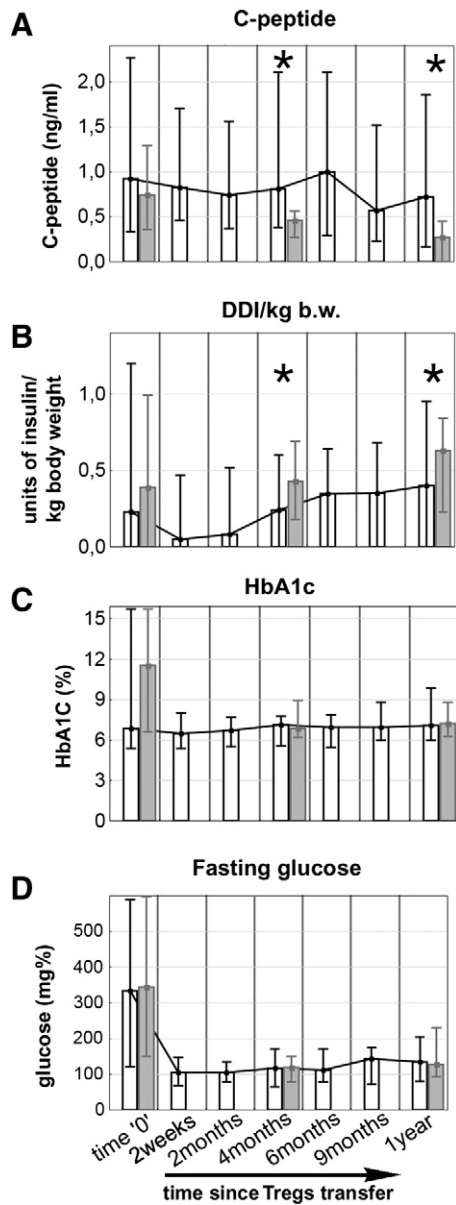 A
C-peptide
C-peptide (ng/ml)
2,0
1,5
1,0
0,5
0,0
*
*
B
DDI/kg b.w.
units of insulin/
kg body weight
1,0
0,5
0,0
*
*
C
HbA1c
HbA1C (%)
15
12
9
6
3
0
D
Fasting glucose
glucose (mg%)
500
400
300
200
100
0
time '0'
2weeks
2months
4months
6months
9months
1year
time since Tregs transfer